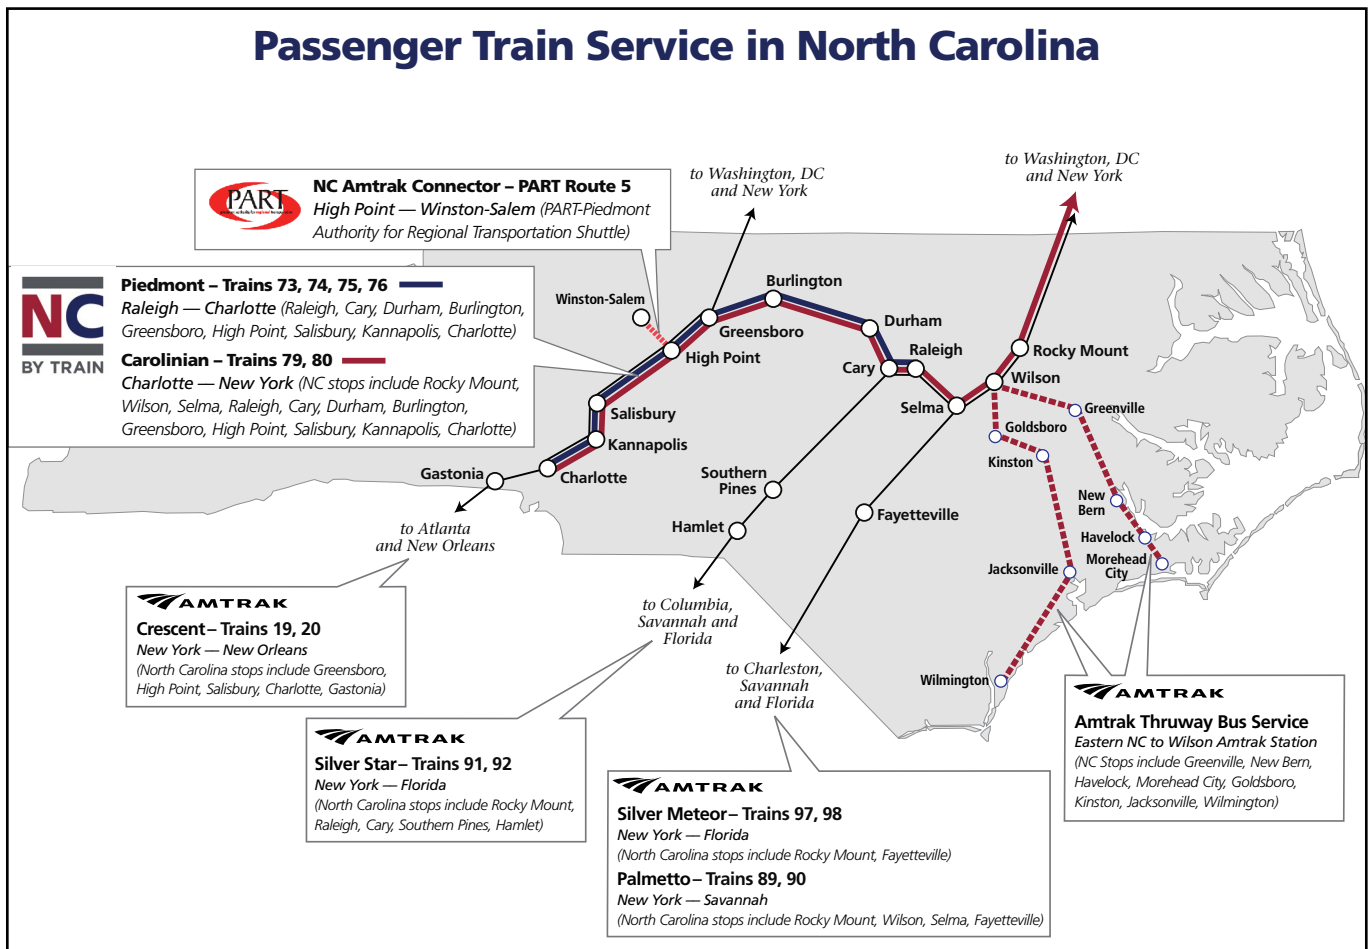 Passenger Train Service in North Carolina
to Washington, DC
and New York
to Washington, DC
and New York
PART
NC Amtrak Connector – PART Route 5
High Point — Winston-Salem (PART-Piedmont
Authority for Regional Transportation Shuttle)
NC
BY TRAIN
Piedmont – Trains 73, 74, 75, 76
Raleigh — Charlotte (Raleigh, Cary, Durham, Burlington,
Greensboro, High Point, Salisbury, Kannapolis, Charlotte)
Carolinian – Trains 79, 80
Charlotte — New York (NC stops include Rocky Mount,
Wilson, Selma, Raleigh, Cary, Durham, Burlington,
Greensboro, High Point, Salisbury, Kannapolis, Charlotte)
Burlington
Winston-Salem
Greensboro
Durham
High Point
Raleigh
Rocky Mount
Cary
Wilson
Selma
Greenville
Salisbury
Goldsboro
Kannapolis
Kinston
Gastonia
Charlotte
Southern
Pines
New
Bern
Hamlet
Fayetteville
Havelock
Morehead
City
Jacksonville
Wilmington
to Atlanta
and New Orleans
to Columbia,
Savannah and
Florida
to Charleston,
Savannah
and Florida
AMTRAK
Crescent – Trains 19, 20
New York — New Orleans
(North Carolina stops include Greensboro,
High Point, Salisbury, Charlotte, Gastonia)
AMTRAK
Silver Star – Trains 91, 92
New York — Florida
(North Carolina stops include Rocky Mount,
Raleigh, Cary, Southern Pines, Hamlet)
AMTRAK
Silver Meteor – Trains 97, 98
New York — Florida
(North Carolina stops include Rocky Mount, Fayetteville)
Palmetto – Trains 89, 90
New York — Savannah
(North Carolina stops include Rocky Mount, Wilson, Selma, Fayetteville)
AMTRAK
Amtrak Thruway Bus Service
Eastern NC to Wilson Amtrak Station
(NC Stops include Greenville, New Bern,
Havelock, Morehead City, Goldsboro,
Kinston, Jacksonville, Wilmington)